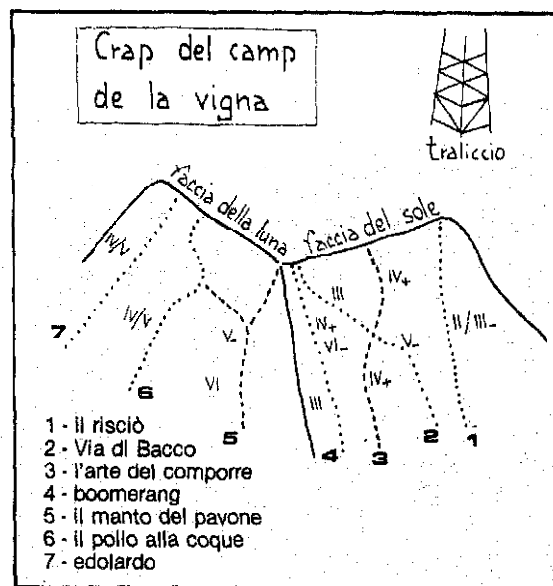 Crap del camp
de la vigna
traliccio
faccia della luna
faccia del sole
IV/V
IV/V
V-
VI
III
IV+
VI-
III
IV+
IV+
V-
II/III-
7
6
5
4
3
2
1
1 - il risciò
2 - Via di Bacco
3 - l'arte del comporre
4 - boomerang
5 - il manto del pavone
6 - il pollo alla coque
7 - edolardo